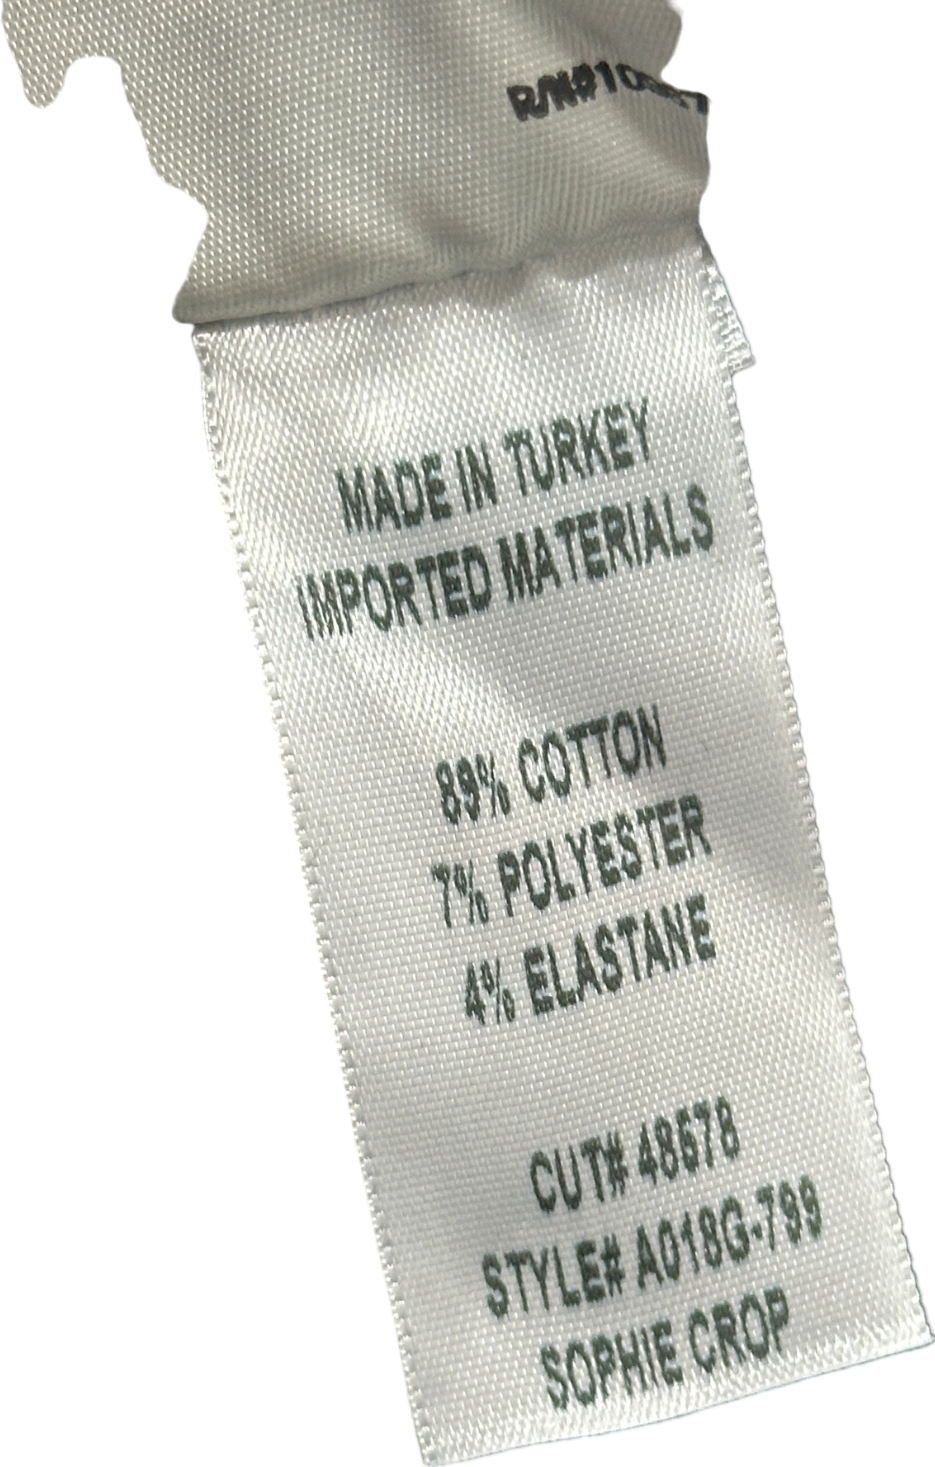 MADE IN TURKEY
IMPORTED MATERIALS
89% COTTON
7% POLYESTER
4% ELASTANE
CUT# 48678
STYLE# A018G-799
SOPHIE CROP